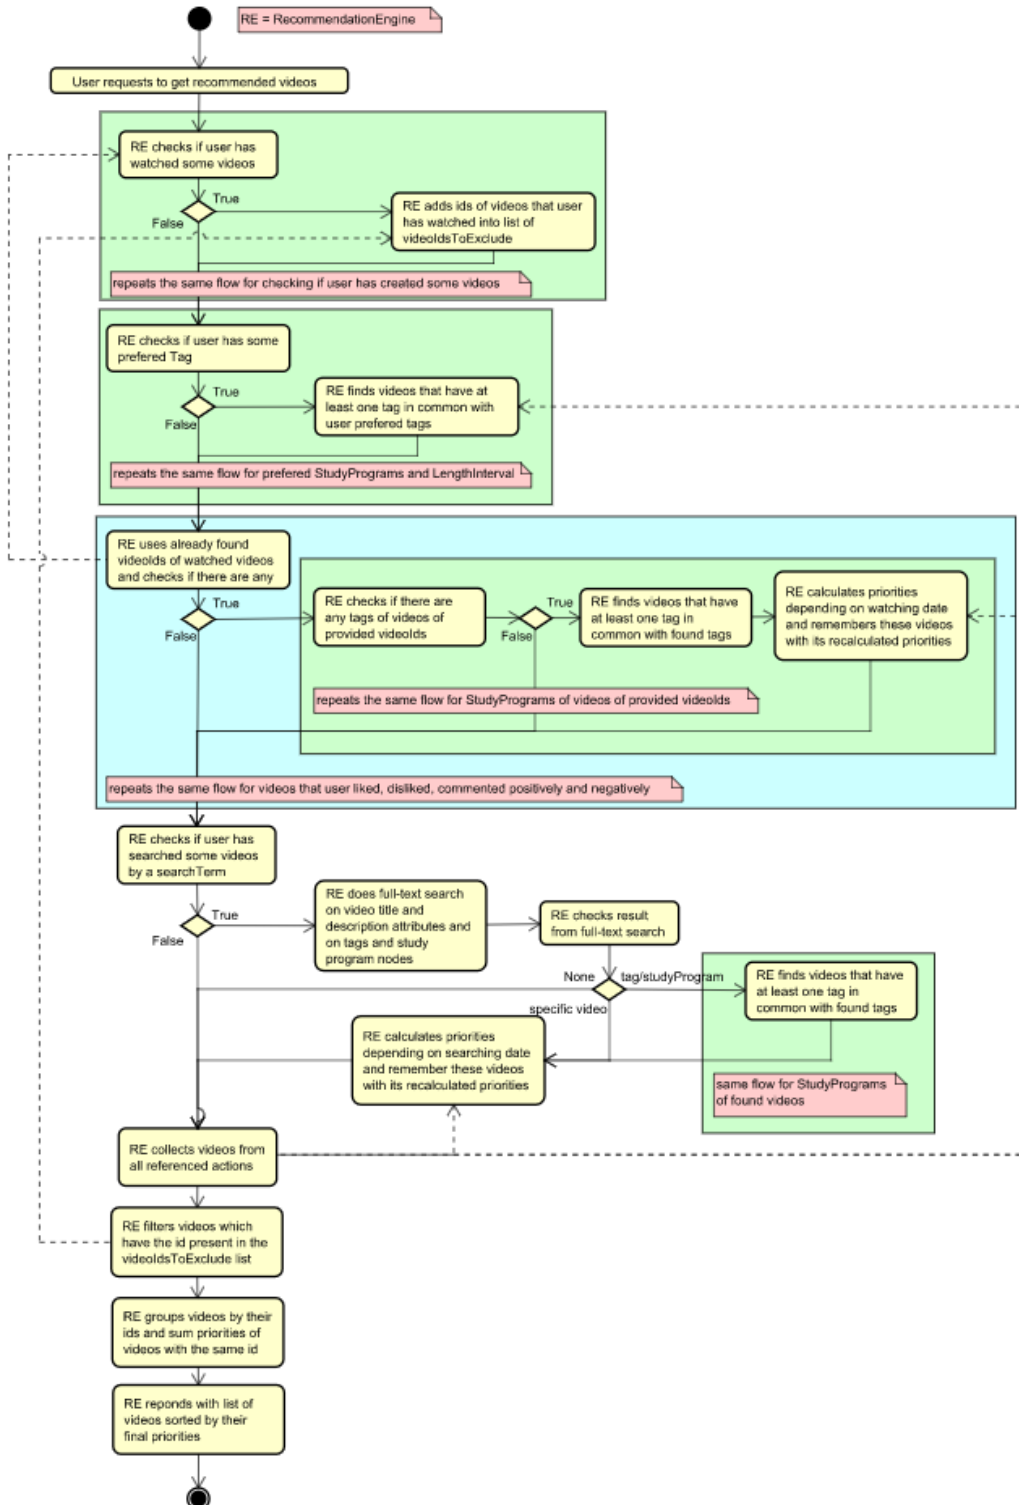 RE = RecommendationEngine
User requests to get recommended videos
RE checks if user has
watched some videos
True
False
RE adds ids of videos that user
has watched into list of
videoIdsToExclude
repeats the same flow for checking if user has created some videos
RE checks if user has some
prefered Tag
True
False
RE finds videos that have at
least one tag in common with
user prefered tags
repeats the same flow for prefered StudyPrograms and LengthInterval
RE uses already found
videoIds of watched videos
and checks if there are any
True
False
RE checks if there are
any tags of videos of
provided videoIds
True
False
RE finds videos that have
at least one tag in
common with found tags
RE calculates priorities
depending on watching date
and remembers these videos
with its recalculated priorities
repeats the same flow for StudyPrograms of videos of provided videoIds
repeats the same flow for videos that user liked, disliked, commented positively and negatively
RE checks if user has
searched some videos
by a searchTerm
True
False
RE does full-text search
on video title and
description attributes and
on tags and study
program nodes
RE checks result
from full-text search
None
tag/studyProgram
specific video
RE finds videos that have
at least one tag in
common with found tags
RE calculates priorities
depending on searching date
and remember these videos
with its recalculated priorities
same flow for StudyPrograms
of found videos
RE collects videos from
all referenced actions
RE filters videos which
have the id present in the
videoIdsToExclude list
RE groups videos by their
ids and sum priorities of
videos with the same id
RE reponds with list of
videos sorted by their
final priorities